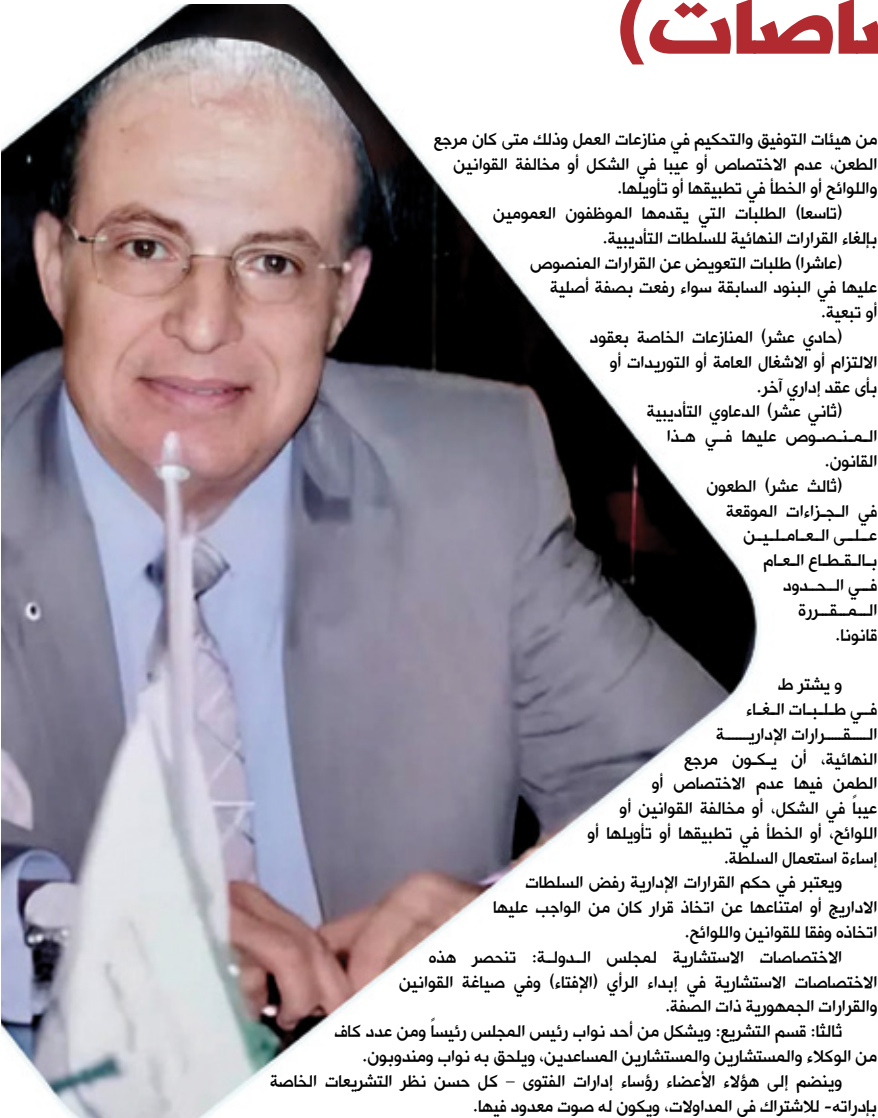 ـاصات)
من هيئات التوفيق والتحكيم في منازعات العمل وذلك متى كان مرجع
الطعن، عدم الاختصاص أو عيبا في الشكل أو مخالفة القوانين
واللوائح أو الخطأ في تطبيقها أو تأويلها.
(تاسعا) الطلبات التي يقدمها الموظفون العمومين
بإلغاء القرارات النهائية للسلطات التأديبية.
(عاشرا) طلبات التعويض عن القرارات المنصوص
عليها في البنود السابقة سواء رفعت بصفة أصلية
أو تبعية.
(حادي عشر) المنازعات الخاصة بعقود
الالتزام أو الاشغال العامة أو التوريدات أو
بأى عقد إداري آخر.
(ثاني عشر) الدعاوي التأديبية
المنصوص عليها في هذا
القانون.
(ثالث عشر) الطعون
في الجزاءات الموقعة
على العاملين
بالقطاع العام
في الحدود
المقررة
قانونا.
و يشتر ط
في طلبات الغاء
القرارات الإدارية
النهائية، أن يكون مرجع
الطمن فيها عدم الاختصاص أو
عيباً في الشكل، أو مخالفة القوانين أو
اللوائح، أو الخطأ في تطبيقها أو تأويلها أو
إساءة استعمال السلطة.
ويعتبر في حكم القرارات الإدارية رفض السلطات
الاداريج أو امتناعها عن اتخاذ قرار كان من الواجب عليها
اتخاذه وفقا للقوانين واللوائح.
الاختصاصات الاستشارية لمجلس الدولة: تنحصر هذه
الاختصاصات الاستشارية في إبداء الرأي (الإفتاء) وفي صياغة القوانين
والقرارات الجمهورية ذات الصفة.
ثالثا: قسم التشريع: ويشكل من أحد نواب رئيس المجلس رئيساً ومن عدد كاف
من الوكلاء والمستشارين والمستشارين المساعدين، ويلحق به نواب ومندوبون.
وينضم إلى هؤلاء الأعضاء رؤساء إدارات الفتوى – كل حسن نظر التشريعات الخاصة
بإدراته- للاشتراك في المداولات، ويكون له صوت معدود فيها.